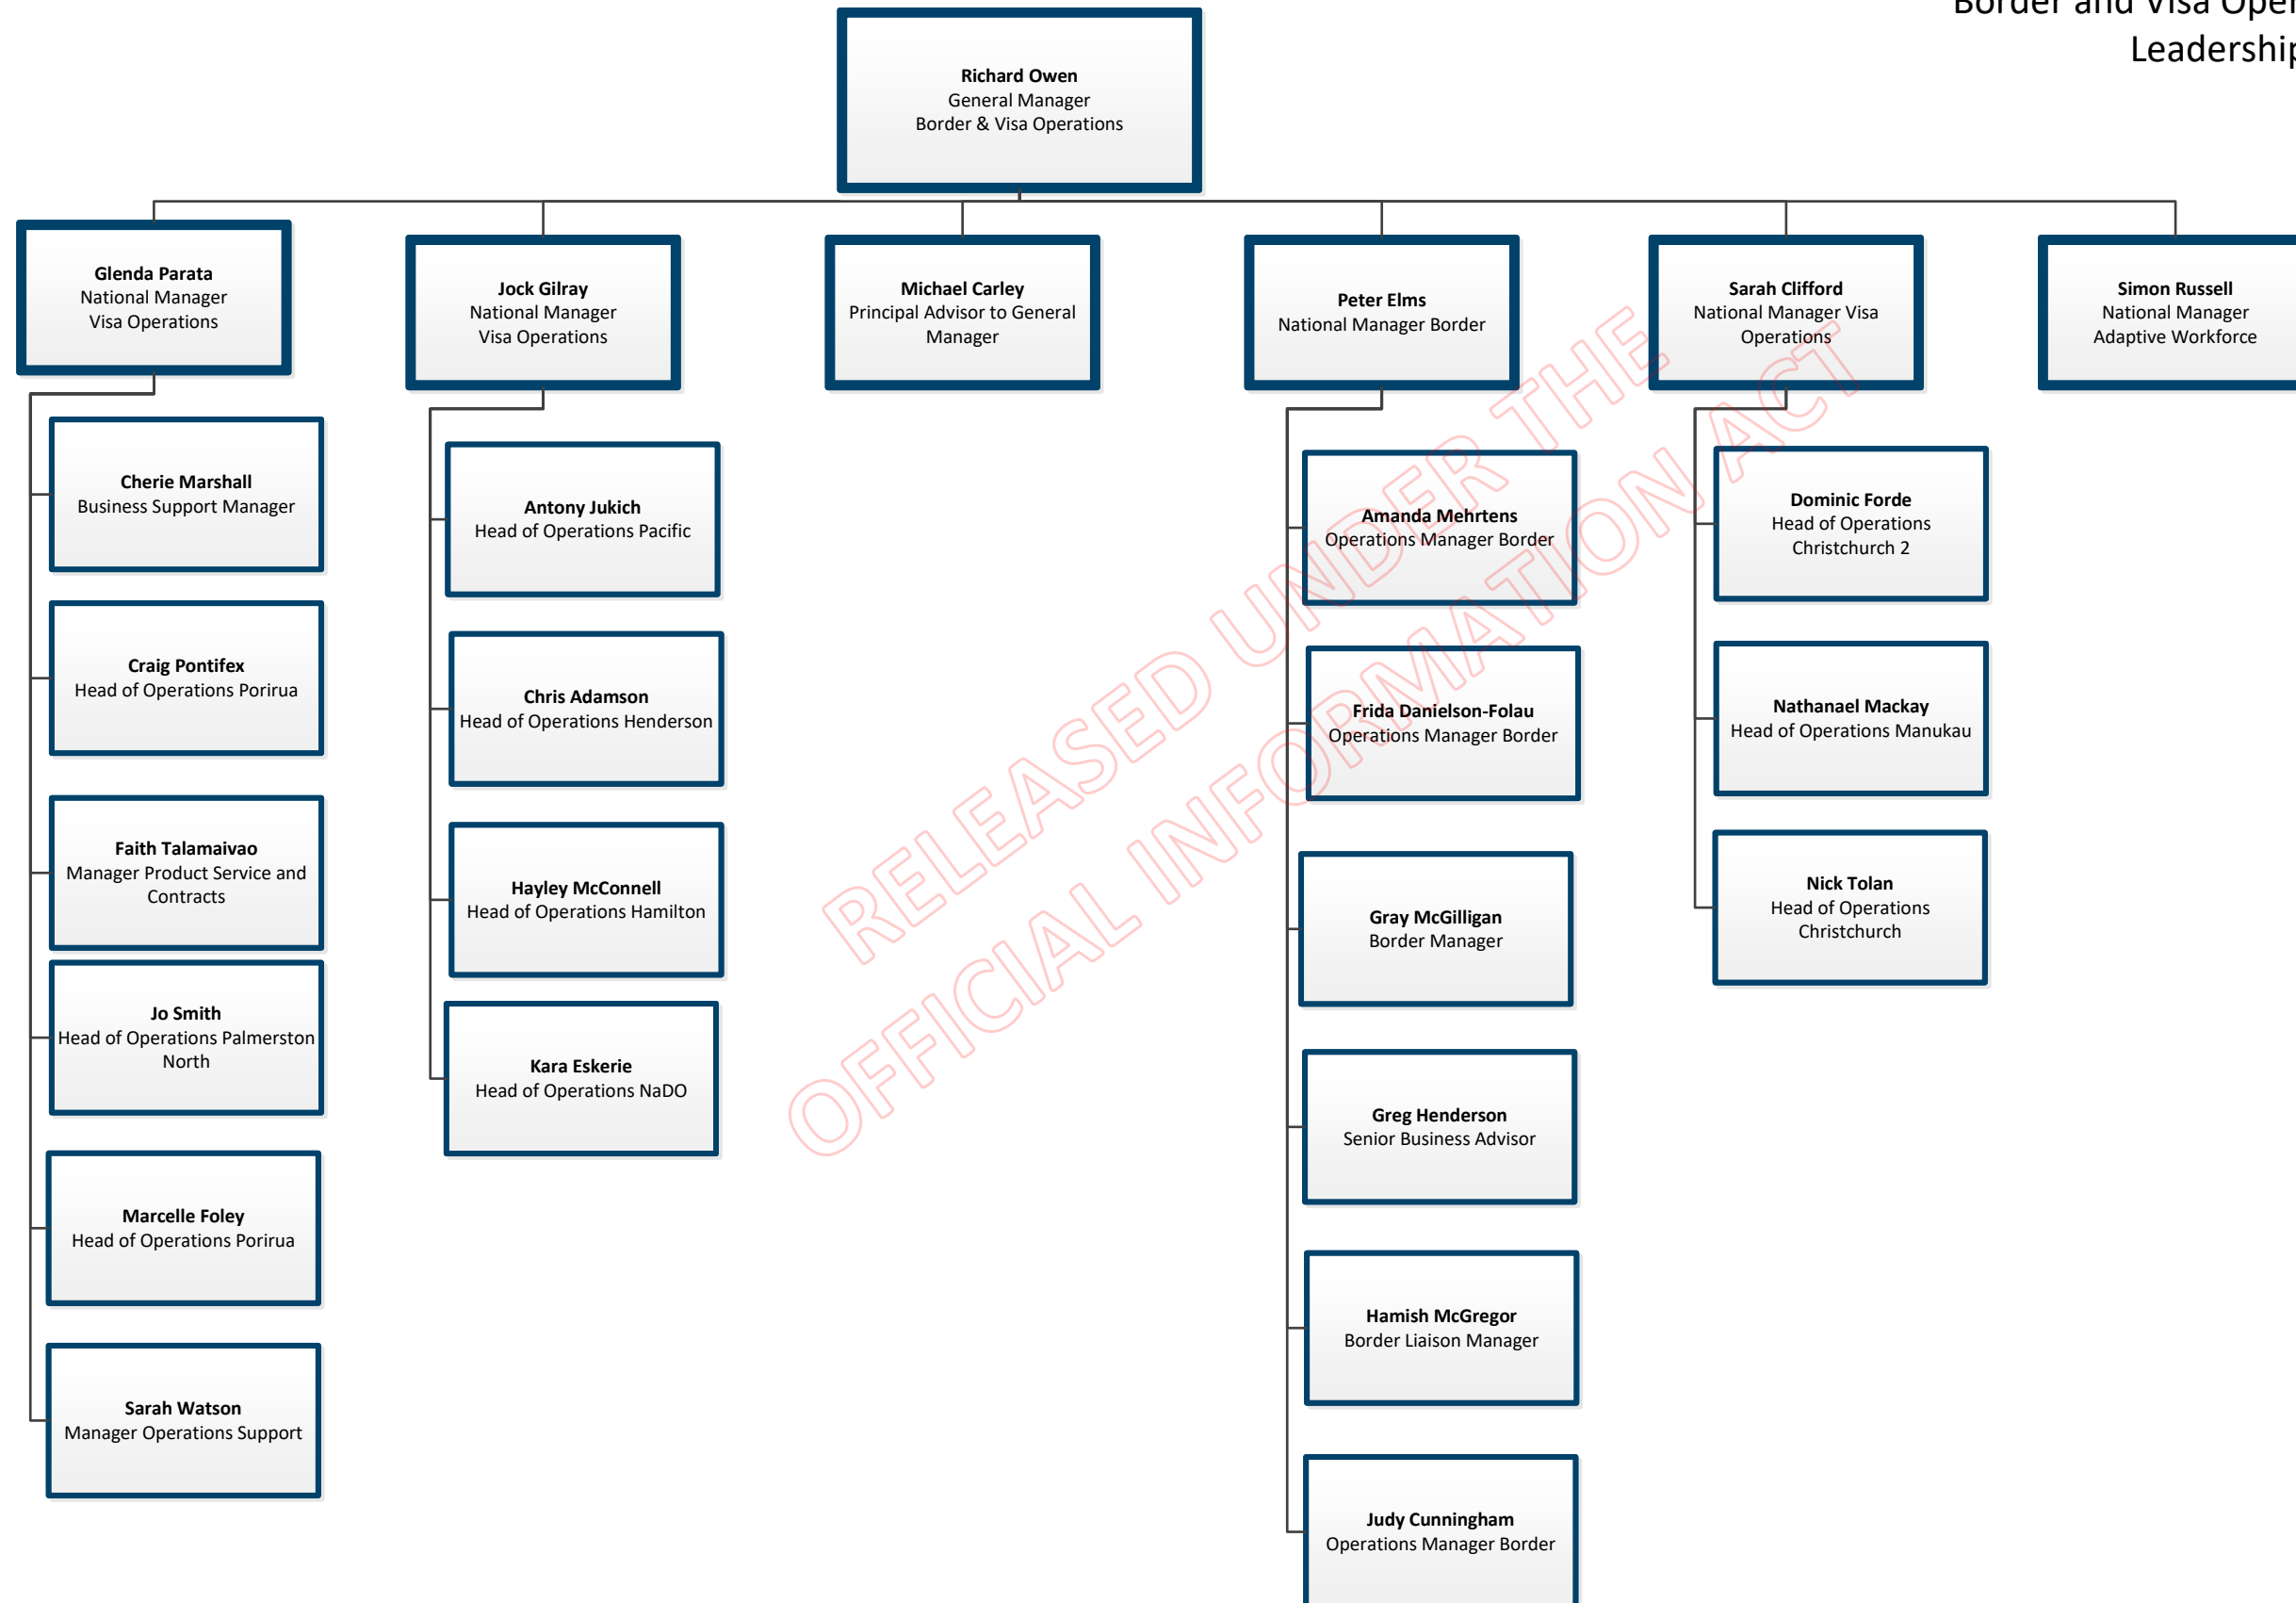 Border and Visa Oper
Leadership
Richard Owen
General Manager
Border & Visa Operations
Glenda Parata
National Manager
Visa Operations
Jock Gilray
National Manager
Visa Operations
Michael Carley
Principal Advisor to General
Manager
Peter Elms
National Manager Border
Sarah Clifford
National Manager Visa
Operations
Simon Russell
National Manager
Adaptive Workforce
Cherie Marshall
Business Support Manager
Craig Pontifex
Head of Operations Porirua
Faith Talamaivao
Manager Product Service and
Contracts
Jo Smith
Head of Operations Palmerston
North
Marcelle Foley
Head of Operations Porirua
Sarah Watson
Manager Operations Support
Antony Jukich
Head of Operations Pacific
Chris Adamson
Head of Operations Henderson
Hayley McConnell
Head of Operations Hamilton
Kara Eskerie
Head of Operations NaDO
Amanda Mehrtens
Operations Manager Border
Frida Danielson-Folau
Operations Manager Border
Gray McGilligan
Border Manager
Greg Henderson
Senior Business Advisor
Hamish McGregor
Border Liaison Manager
Judy Cunningham
Operations Manager Border
Dominic Forde
Head of Operations
Christchurch 2
Nathanael Mackay
Head of Operations Manukau
Nick Tolan
Head of Operations
Christchurch
RELEASED UNDER THE
OFFICIAL INFORMATION ACT